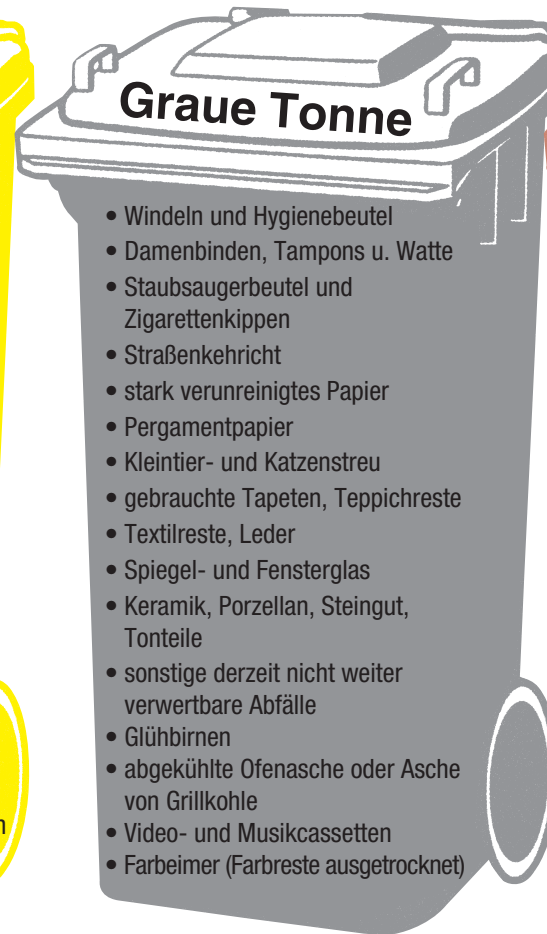 Graue Tonne
• Windeln und Hygienebeutel
• Damenbinden, Tampons u. Watte
• Staubsaugerbeutel und
Zigarettenkippen
• Straßenkehricht
• stark verunreinigtes Papier
• Pergamentpapier
• Kleintier- und Katzenstreu
• gebrauchte Tapeten, Teppichreste
• Textilreste, Leder
• Spiegel- und Fensterglas
• Keramik, Porzellan, Steingut,
Tonteile
• sonstige derzeit nicht weiter
verwertbare Abfälle
• Glühbirnen
• abgekühlte Ofenasche oder Asche
von Grillkohle
• Video- und Musikcassetten
• Farbeimer (Farbreste ausgetrocknet)